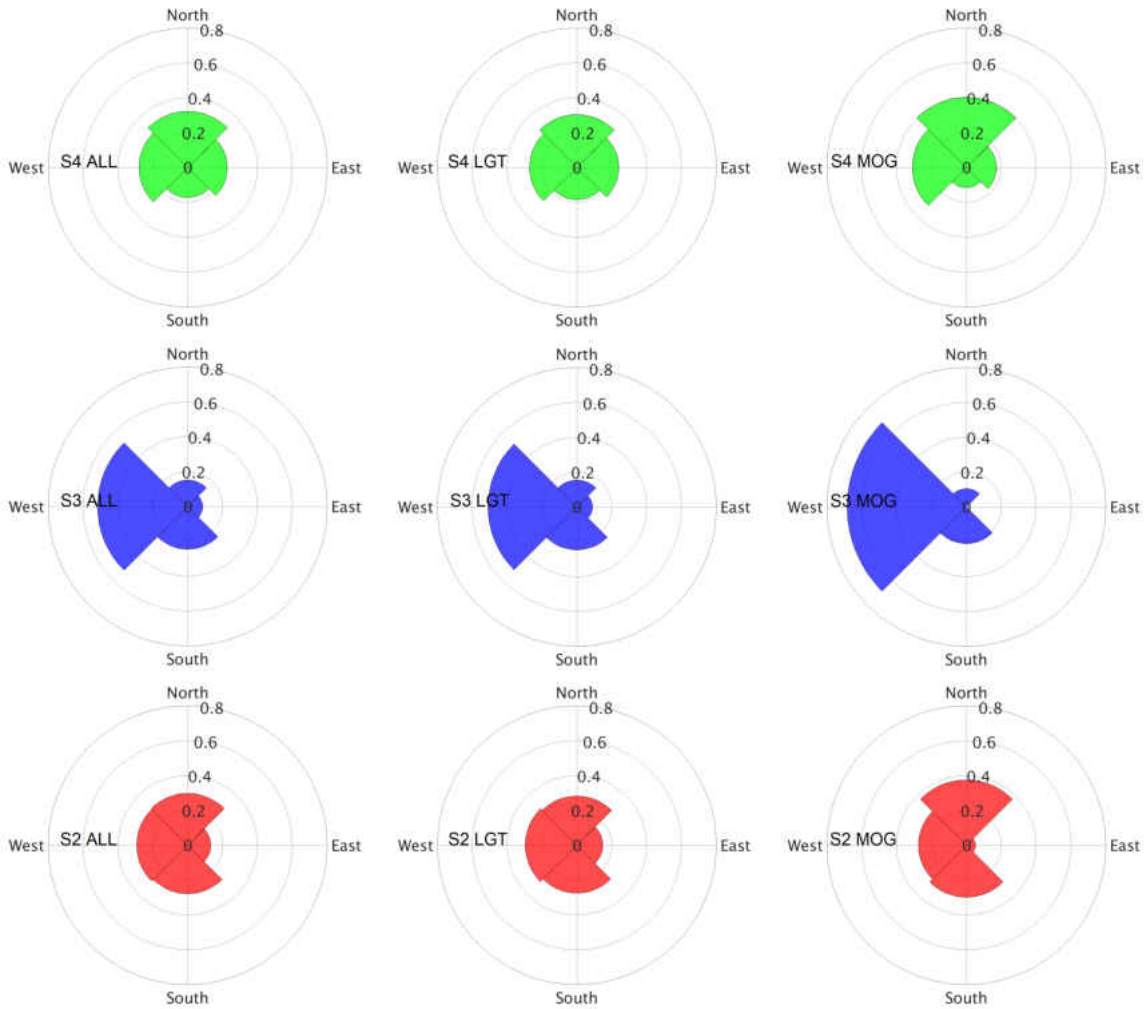 North North North
0.8 0.8 0.8
0.6 0.6 0.6
0.4 0.4 0.4
0.2 0.2 0.2
West S4 ALL 0 East West S4 LGT 0 East West S4 MOG 0 East
South South South
North North North
0.8 0.8 0.8
0.6 0.6 0.6
0.4 0.4 0.4
0.2 0.2 0.2
West S3 ALL 0 East West S3 LGT 0 East West S3 MOG 0 East
South South South
North North North
0.8 0.8 0.8
0.6 0.6 0.6
0.4 0.4 0.4
0.2 0.2 0.2
West S2 ALL 0 East West S2 LGT 0 East West S2 MOG 0 East
South South South